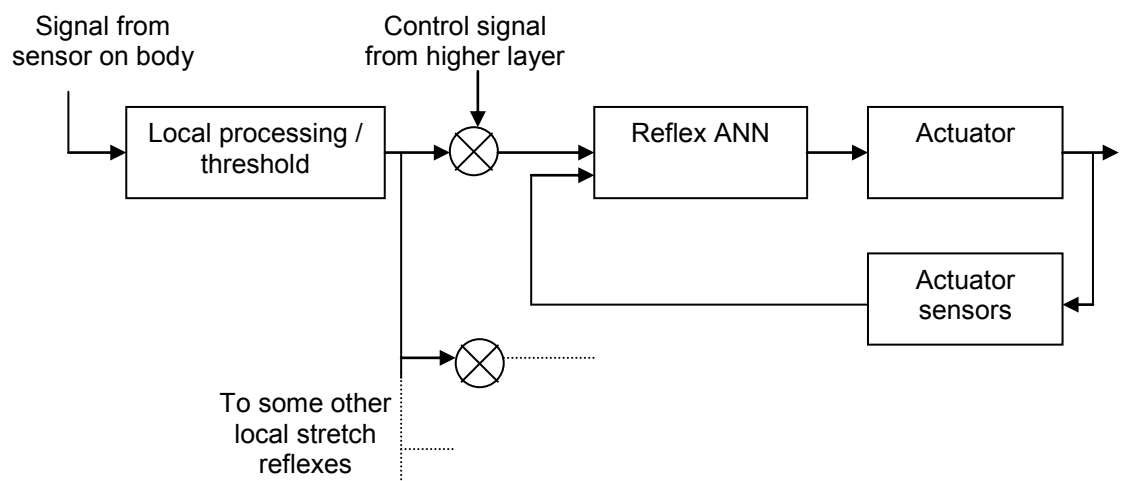 Signal from
sensor on body
Control signal
from higher layer
Local processing /
threshold
Reflex ANN
Actuator
Actuator
sensors
To some other
local stretch
reflexes